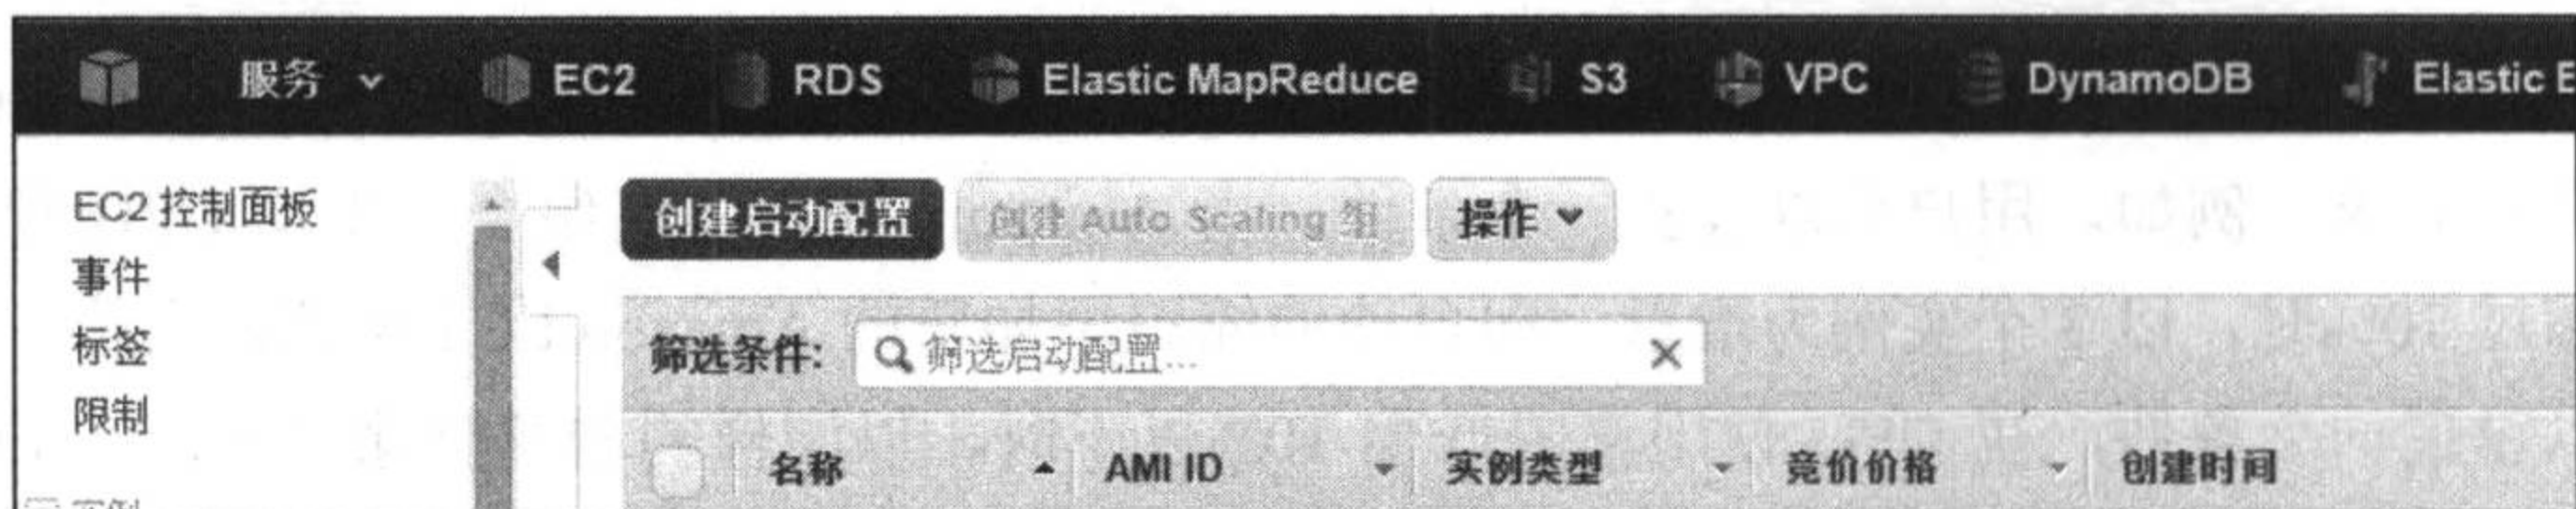 服务 EC2 RDS Elastic MapReduce S3 VPC DynamoDB Elastic E
EC2 控制面板
事件
标签
限制
实例
创建启动配置 创建 Auto Scaling 组 操作
筛选条件: 筛选启动配置...
名称 AMI ID 实例类型 竞价价格 创建时间